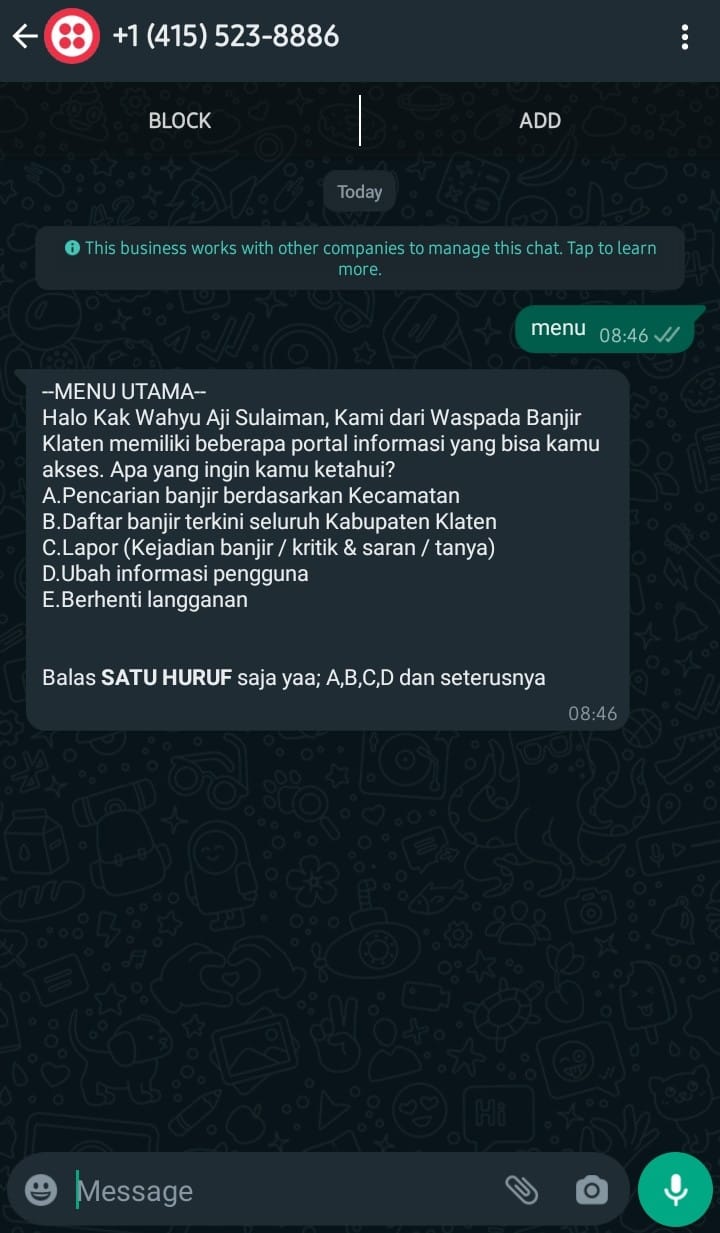 +1 (415) 523-8886
BLOCK
ADD
Today
This business works with other companies to manage this chat. Tap to learn
more.
menu
08:46
--MENU UTAMA--
Halo Kak Wahyu Aji Sulaiman, Kami dari Waspada Banjir
Klaten memiliki beberapa portal informasi yang bisa kamu
akses. Apa yang ingin kamu ketahui?
A.Pencarian banjir berdasarkan Kecamatan
B.Daftar banjir terkini seluruh Kabupaten Klaten
C.Lapor (Kejadian banjir / kritik & saran / tanya)
D.Ubah informasi pengguna
E.Berhenti langganan
Balas SATU HURUF saja yaa; A,B,C,D dan seterusnya
08:46
Hi
Message